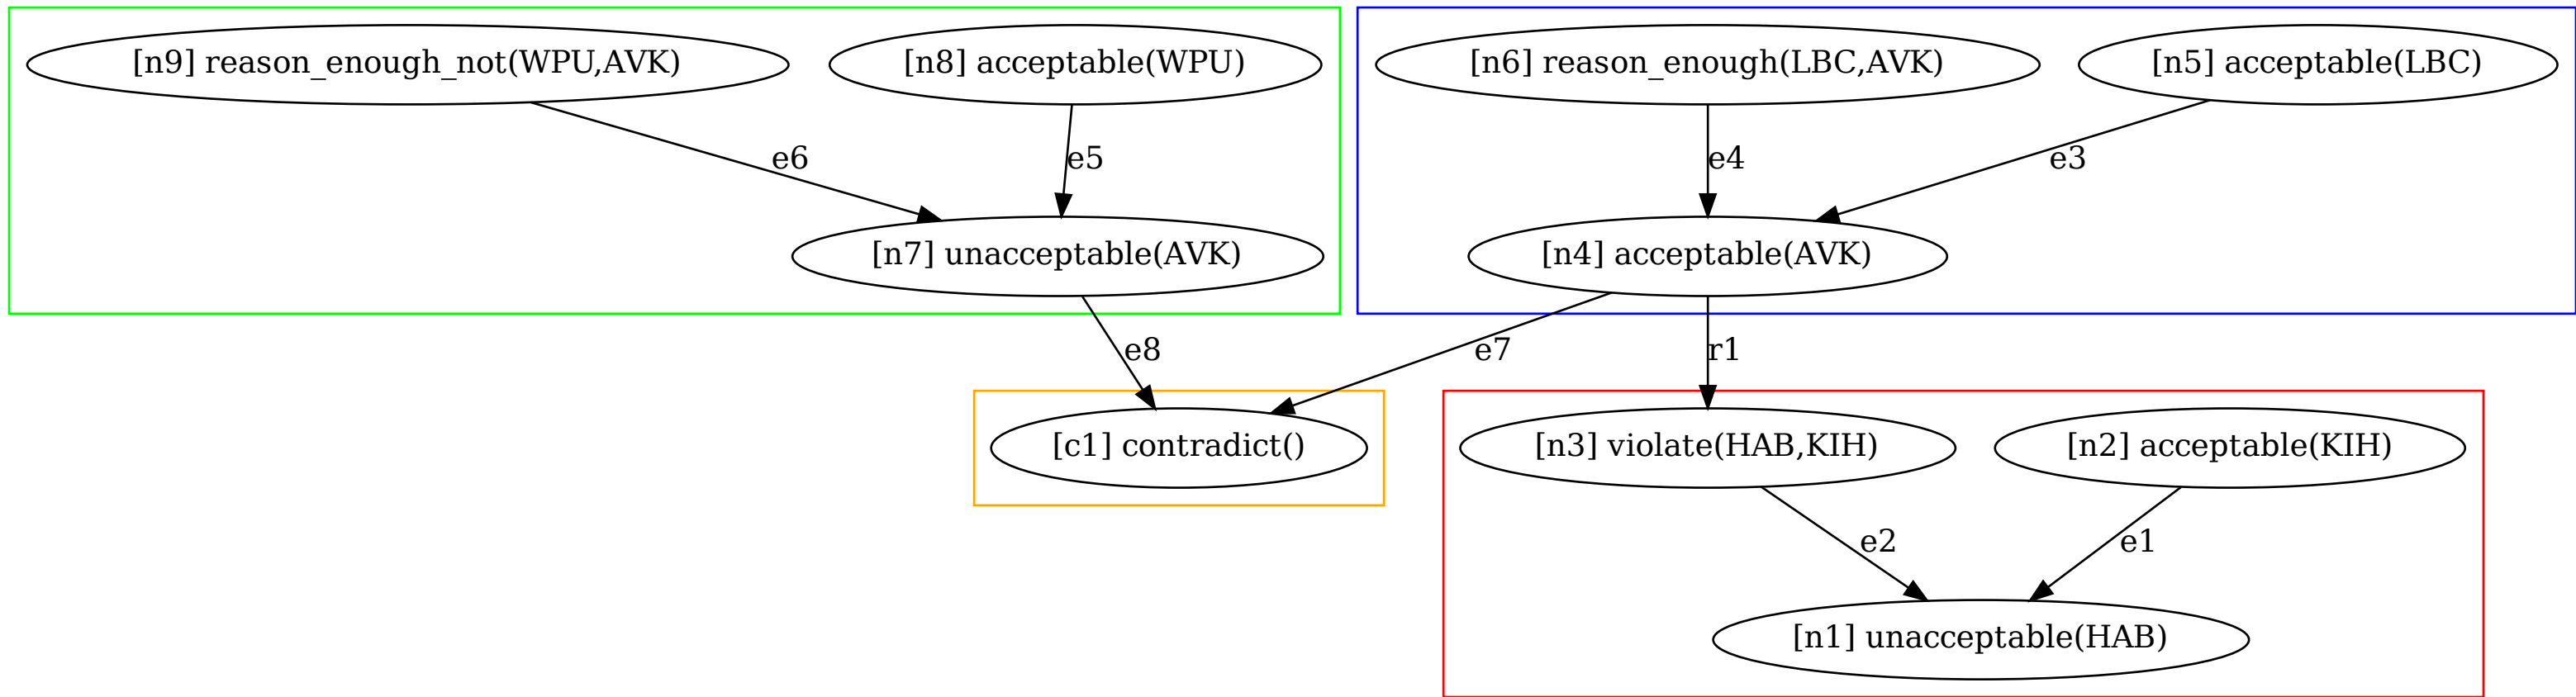 [n9] reason_enough_not(WPU,AVK)
[n8] acceptable(WPU)
[n6] reason_enough(LBC,AVK)
[n5] acceptable(LBC)
e6
e5
e4
e3
[n7] unacceptable(AVK)
[n4] acceptable(AVK)
e8
e7
r1
[c1] contradict()
[n3] violate(HAB,KIH)
[n2] acceptable(KIH)
e2
e1
[n1] unacceptable(HAB)